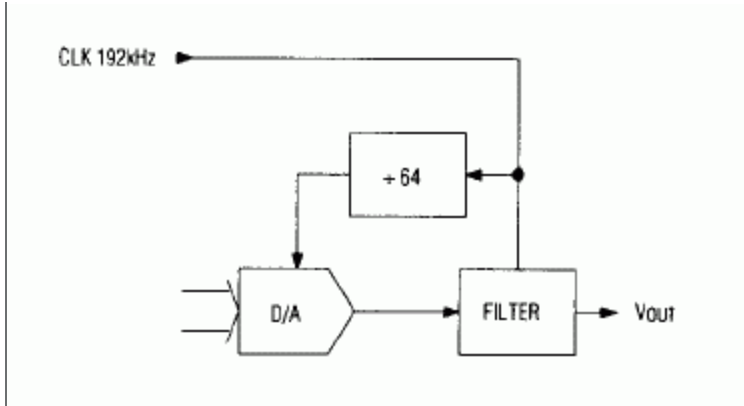 CLK 192kHz
÷ 64
D/A
FILTER
Vout